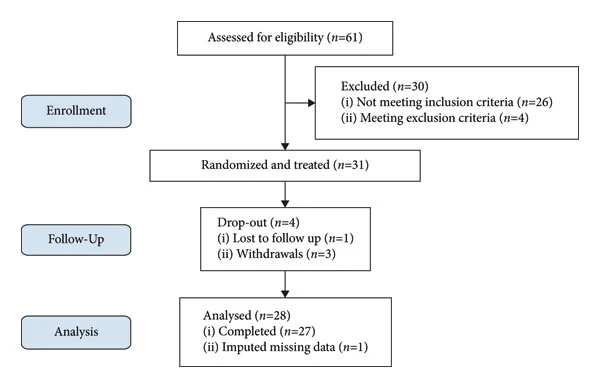 Assessed for eligibility (n=61)
Excluded (n=30)
(i) Not meeting inclusion criteria (n=26)
(ii) Meeting exclusion criteria (n=4)
Enrollment
Randomized and treated (n=31)
Drop-out (n=4)
(i) Lost to follow up (n=1)
(ii) Withdrawals (n=3)
Follow-Up
Analysed (n=28)
(i) Completed (n=27)
(ii) Imputed missing data (n=1)
Analysis